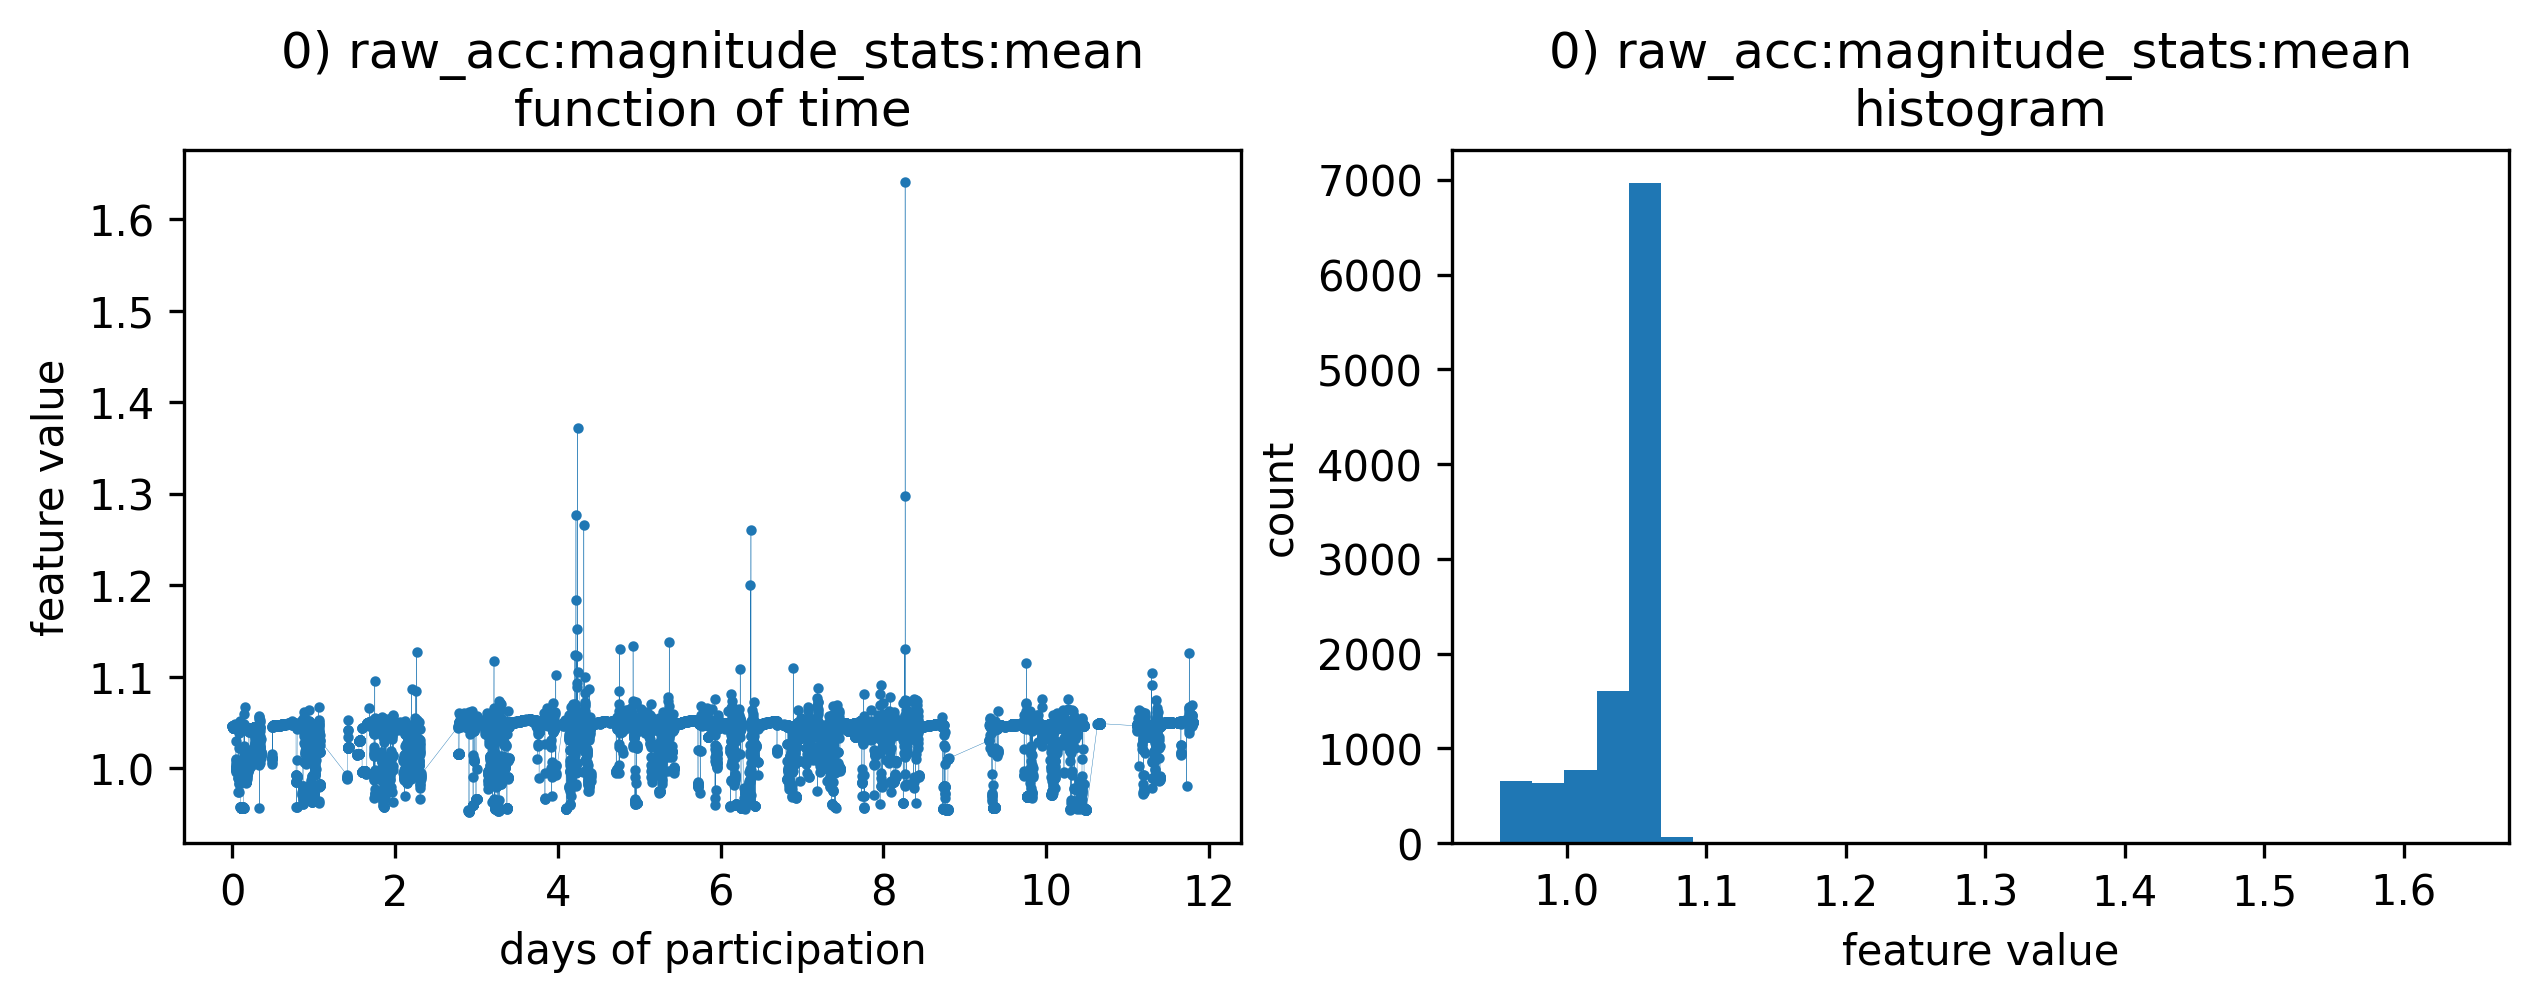 0) raw_acc:magnitude_stats:mean
function of time
feature value
1.6
1.5
1.4
1.3
1.2
1.1
1.0
0 2 4 6 8 10 12
days of participation
0) raw_acc:magnitude_stats:mean
histogram
count
7000
6000
5000
4000
3000
2000
1000
0
1.0 1.1 1.2 1.3 1.4 1.5 1.6
feature value